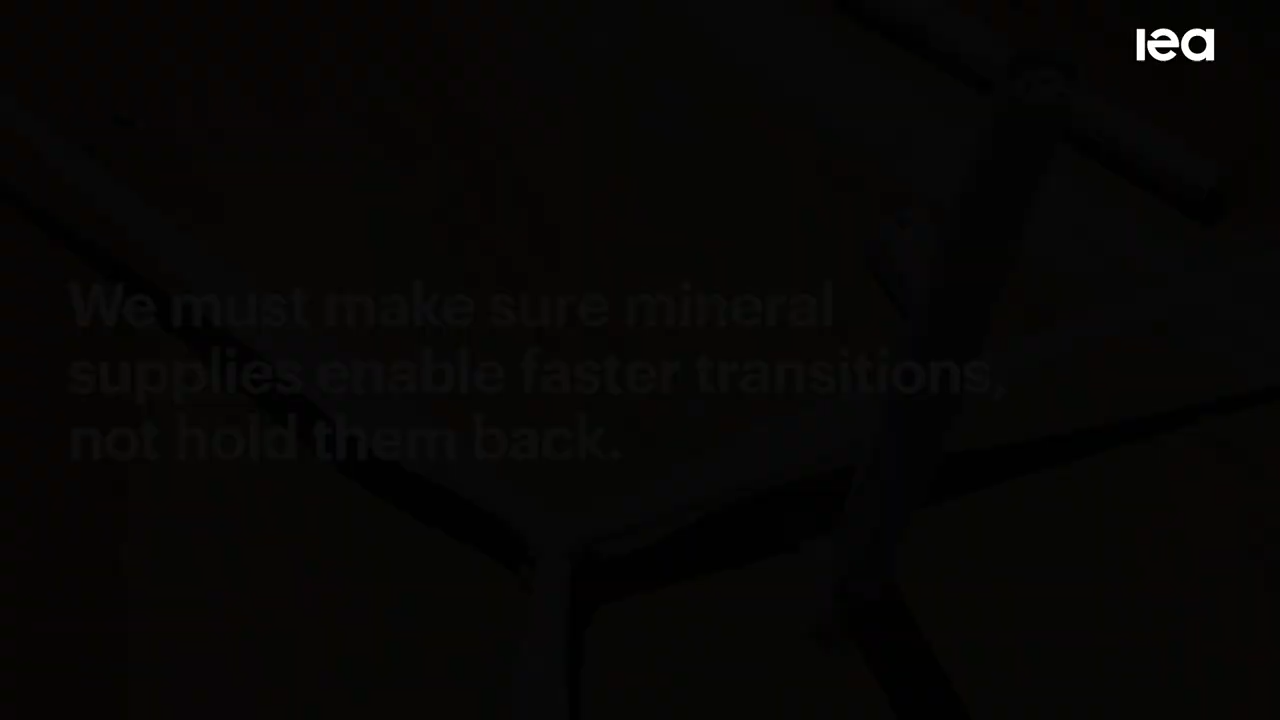 iea
We must make sure mineral
supplies enable faster transitions,
not hold them back.